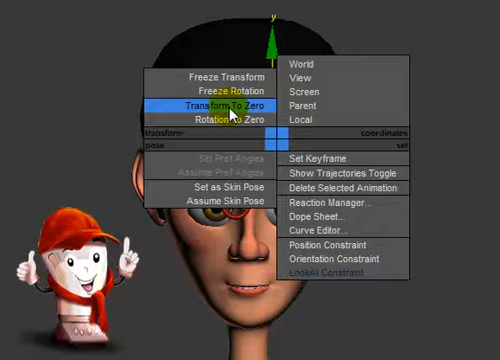 y
Freeze Transform
Freeze Rotation
Transform To Zero
Rotation To Zero
transform
pose
Set Pref Angles
Assume Pref Angles
Set as Skin Pose
Assume Skin Pose
World
View
Screen
Parent
Local
coordinates
set
Set Keyframe
Show Trajectories Toggle
Delete Selected Animation
Reaction Manager...
Dope Sheet...
Curve Editor...
Position Constraint
Orientation Constraint
LookAt Constraint